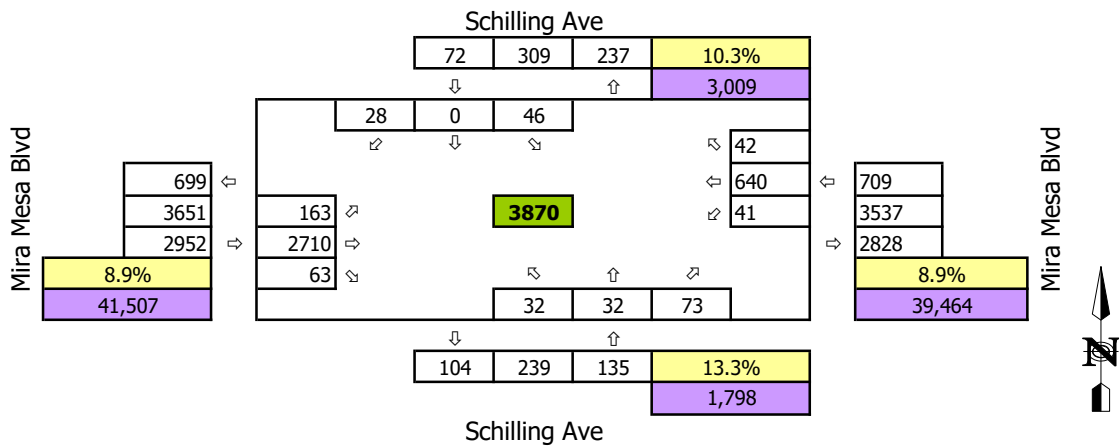 Schilling Ave
72 309 237 10.3%
⇩ ⇧ 3,009
28 0 46
⬃ ⇩ ⬂ ⬁ 42
699 ⇦ ⇦ 640 ⇦ 709
3651 163 ⬀ 3870 ⬃ 41 3537
2952 ⇨ 2710 ⇨ ⇨ 2828
8.9% 63 ⬂ ⬁ ⇧ ⬀ 8.9%
41,507 32 32 73 39,464
Mira Mesa Blvd
Mira Mesa Blvd
N
⇩ ⇧
104 239 135 13.3%
1,798
Schilling Ave